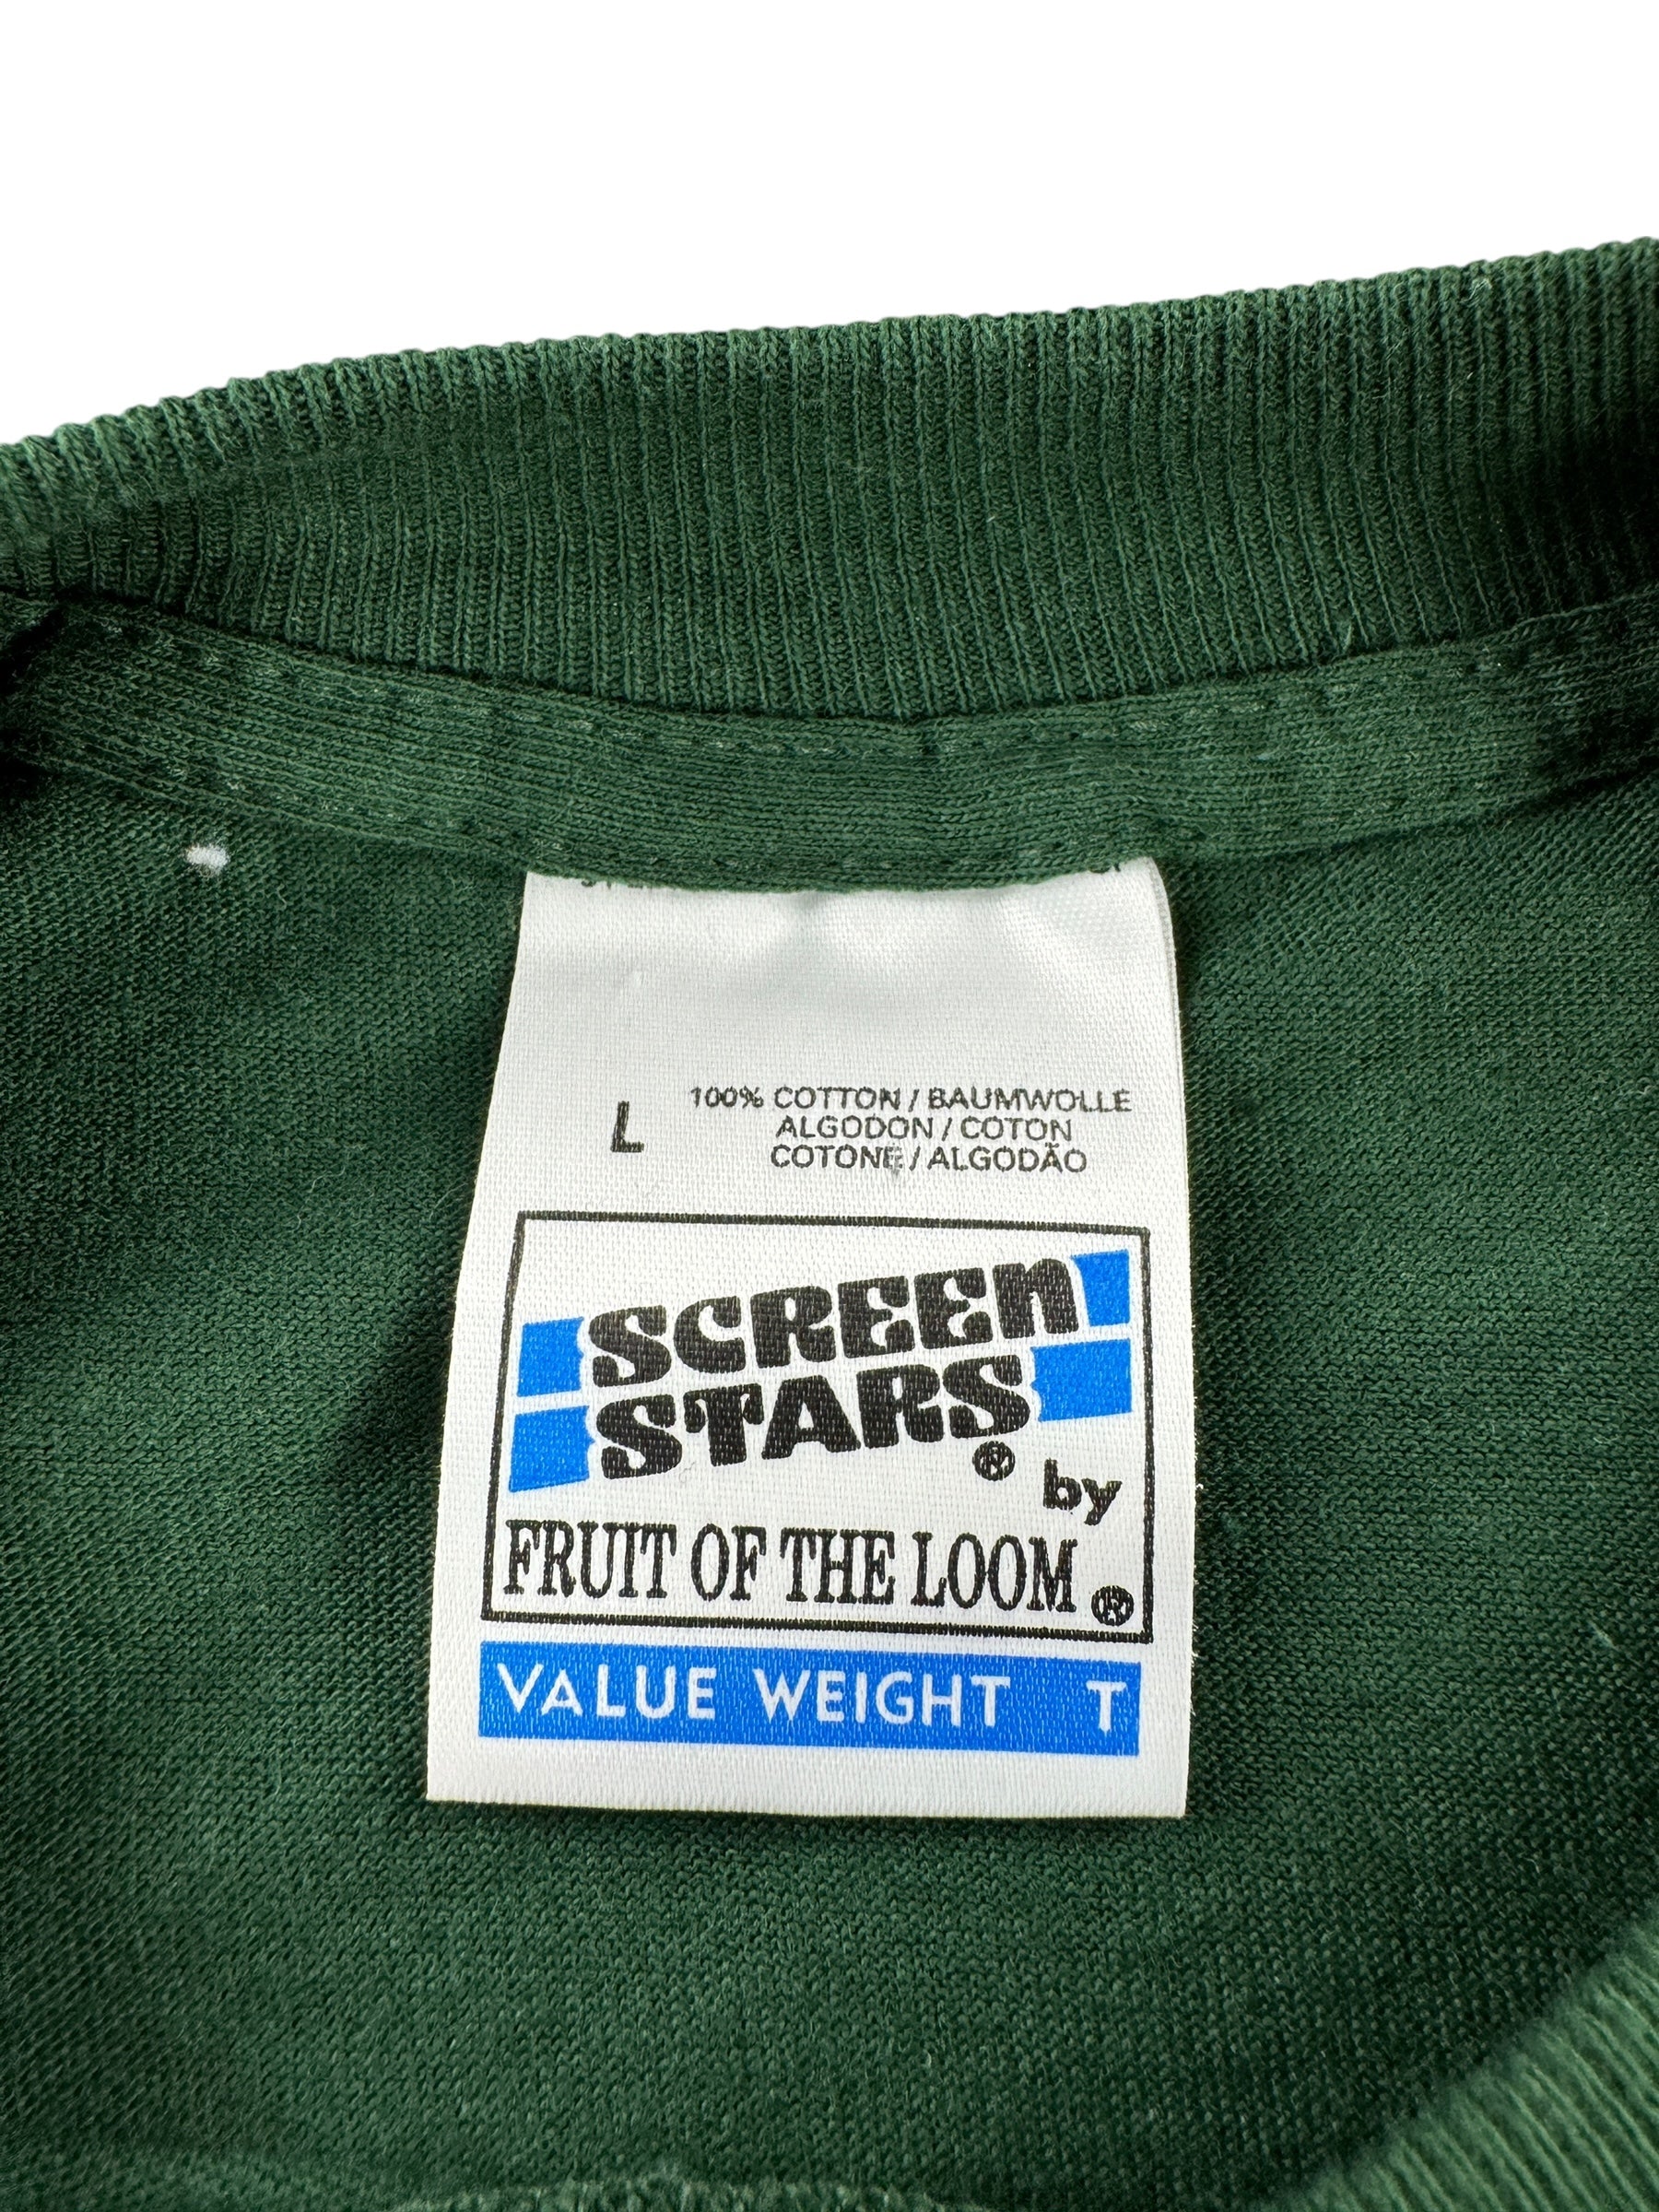 L
100% COTTON / BAUMWOLLE
ALGODON / COTON
COTONE / ALGODÃO
SCREEN
STARS®
by
FRUIT OF THE LOOM®
VALUE WEIGHT T